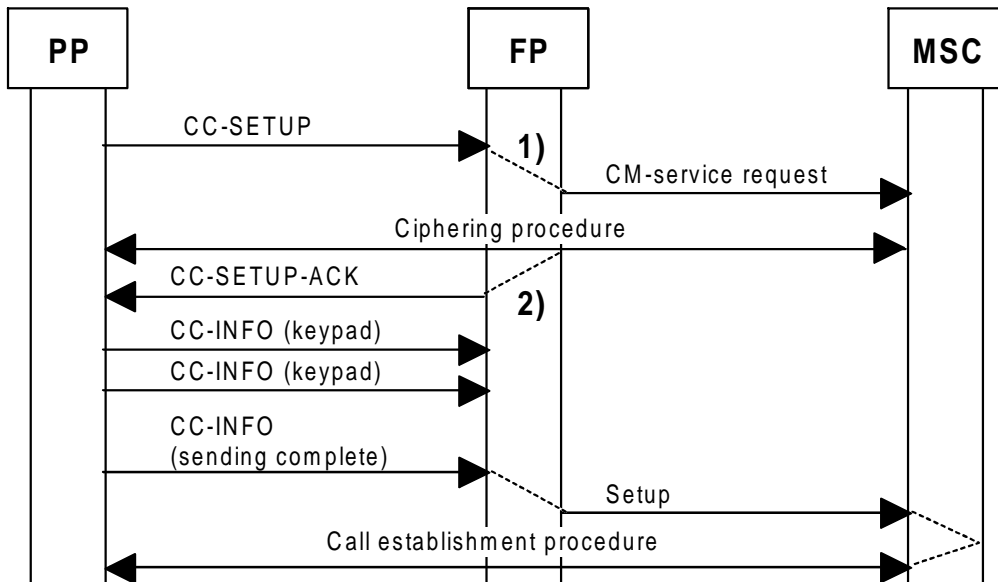 PP
FP
MSC
CC-SETUP
1)
CM-service request
Ciphering procedure
CC-SETUP-ACK
2)
CC-INFO (keypad)
CC-INFO (keypad)
CC-INFO
(sending complete)
Setup
Call establishment procedure